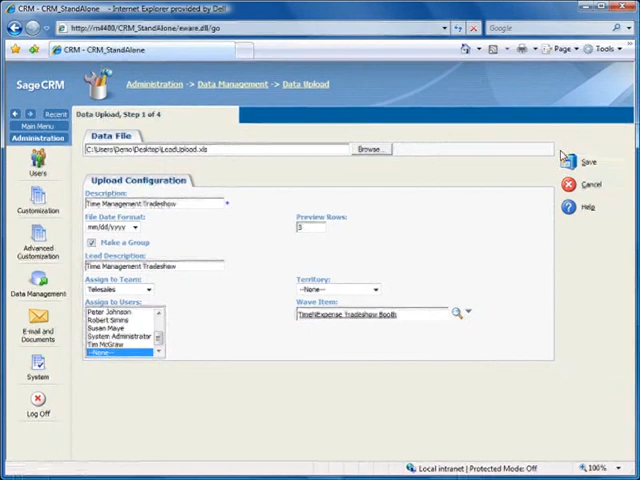 CRM - CRM_StandAlone - Internet Explorer provided by Dell
http://m4400/CRM_StandAlone/eware.dll/go
Google
CRM - CRM_StandAlone
Page
Tools
SageCRM
Administration -> Data Management -> Data Upload
Recent
Data Upload, Step 1 of 4
Main Menu
Administration
Data File
C:\Users\Demo\Desktop\LeadUpload.xls
Browse...
Save
Users
Upload Configuration
Cancel
Description:
Time Management Tradeshow *
Help
Customization
File Date Format:
Preview Rows:
mm/dd/yyyy
3
Make a Group
Advanced
Customization
Lead Description:
Time Management Tradeshow
Assign to Team:
Territory:
Data Management
Telesales
--None--
Assign to Users:
Wave Item:
Peter Johnson
Robert Simms
Susan Maye
System Administrator
Tim McGraw
--None--
Time'N'Expense Tradeshow Booth
E-mail and
Documents
System
Log Off
Local intranet | Protected Mode: Off
100%